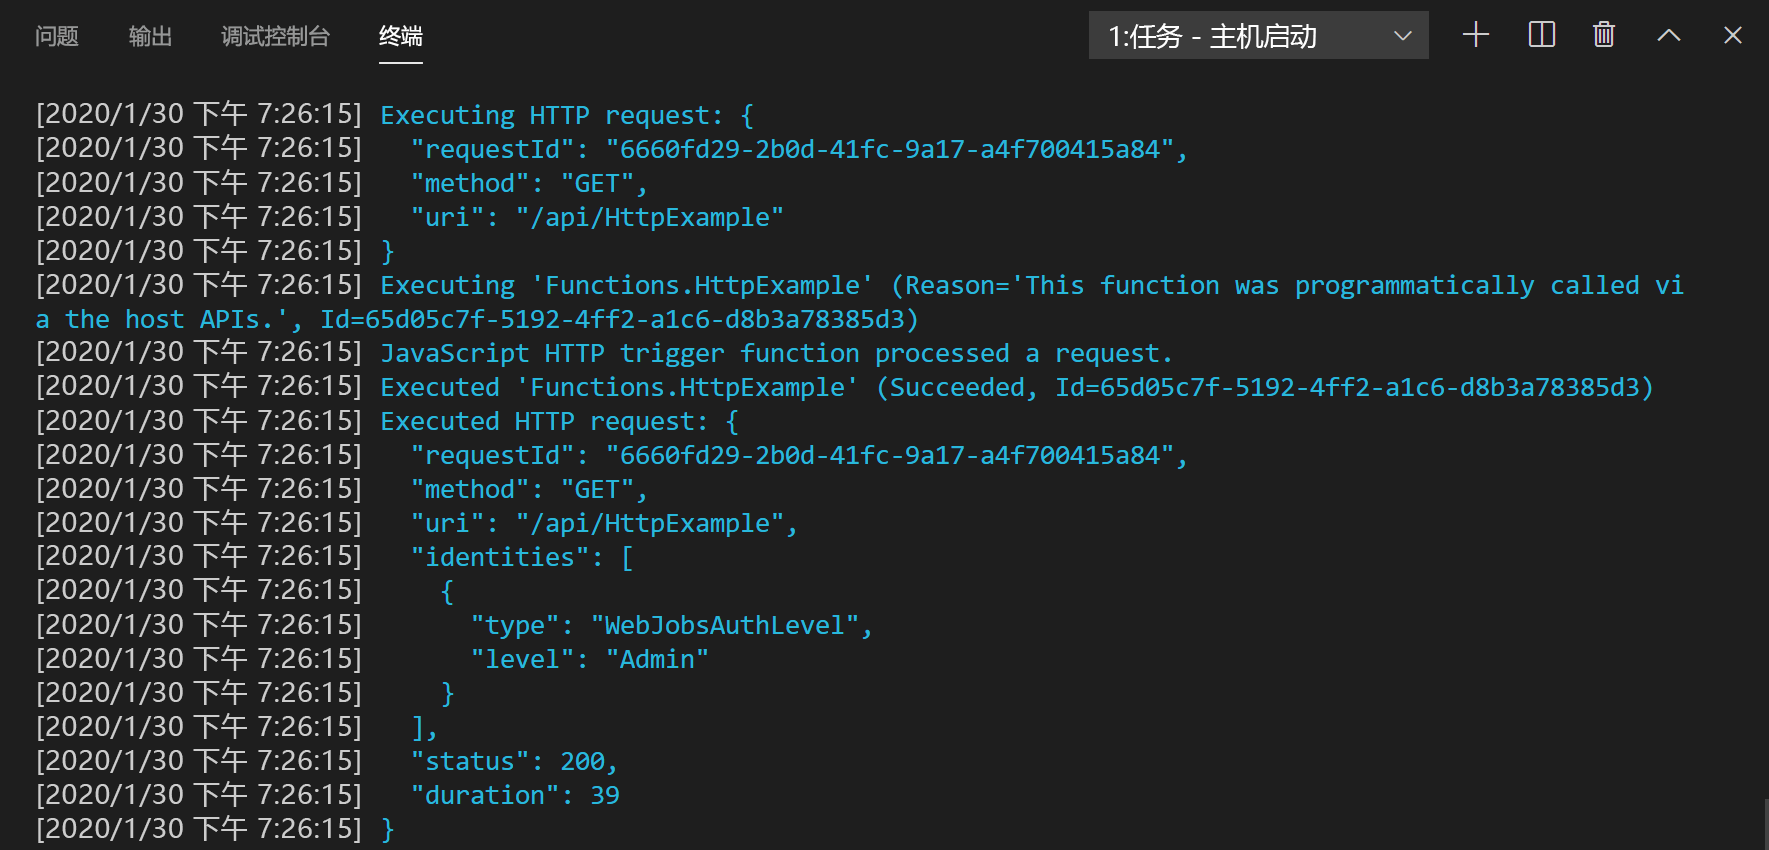 问题 输出 调试控制台 终端 1:任务 - 主机启动
[2020/1/30 下午 7:26:15] Executing HTTP request: {
[2020/1/30 下午 7:26:15]   "requestId": "6660fd29-2b0d-41fc-9a17-a4f700415a84",
[2020/1/30 下午 7:26:15]   "method": "GET",
[2020/1/30 下午 7:26:15]   "uri": "/api/HttpExample"
[2020/1/30 下午 7:26:15] }
[2020/1/30 下午 7:26:15] Executing 'Functions.HttpExample' (Reason='This function was programmatically called vi
a the host APIs.', Id=65d05c7f-5192-4ff2-a1c6-d8b3a78385d3)
[2020/1/30 下午 7:26:15] JavaScript HTTP trigger function processed a request.
[2020/1/30 下午 7:26:15] Executed 'Functions.HttpExample' (Succeeded, Id=65d05c7f-5192-4ff2-a1c6-d8b3a78385d3)
[2020/1/30 下午 7:26:15] Executed HTTP request: {
[2020/1/30 下午 7:26:15]   "requestId": "6660fd29-2b0d-41fc-9a17-a4f700415a84",
[2020/1/30 下午 7:26:15]   "method": "GET",
[2020/1/30 下午 7:26:15]   "uri": "/api/HttpExample",
[2020/1/30 下午 7:26:15]   "identities": [
[2020/1/30 下午 7:26:15]     {
[2020/1/30 下午 7:26:15]       "type": "WebJobsAuthLevel",
[2020/1/30 下午 7:26:15]       "level": "Admin"
[2020/1/30 下午 7:26:15]     }
[2020/1/30 下午 7:26:15]   ],
[2020/1/30 下午 7:26:15]   "status": 200,
[2020/1/30 下午 7:26:15]   "duration": 39
[2020/1/30 下午 7:26:15] }